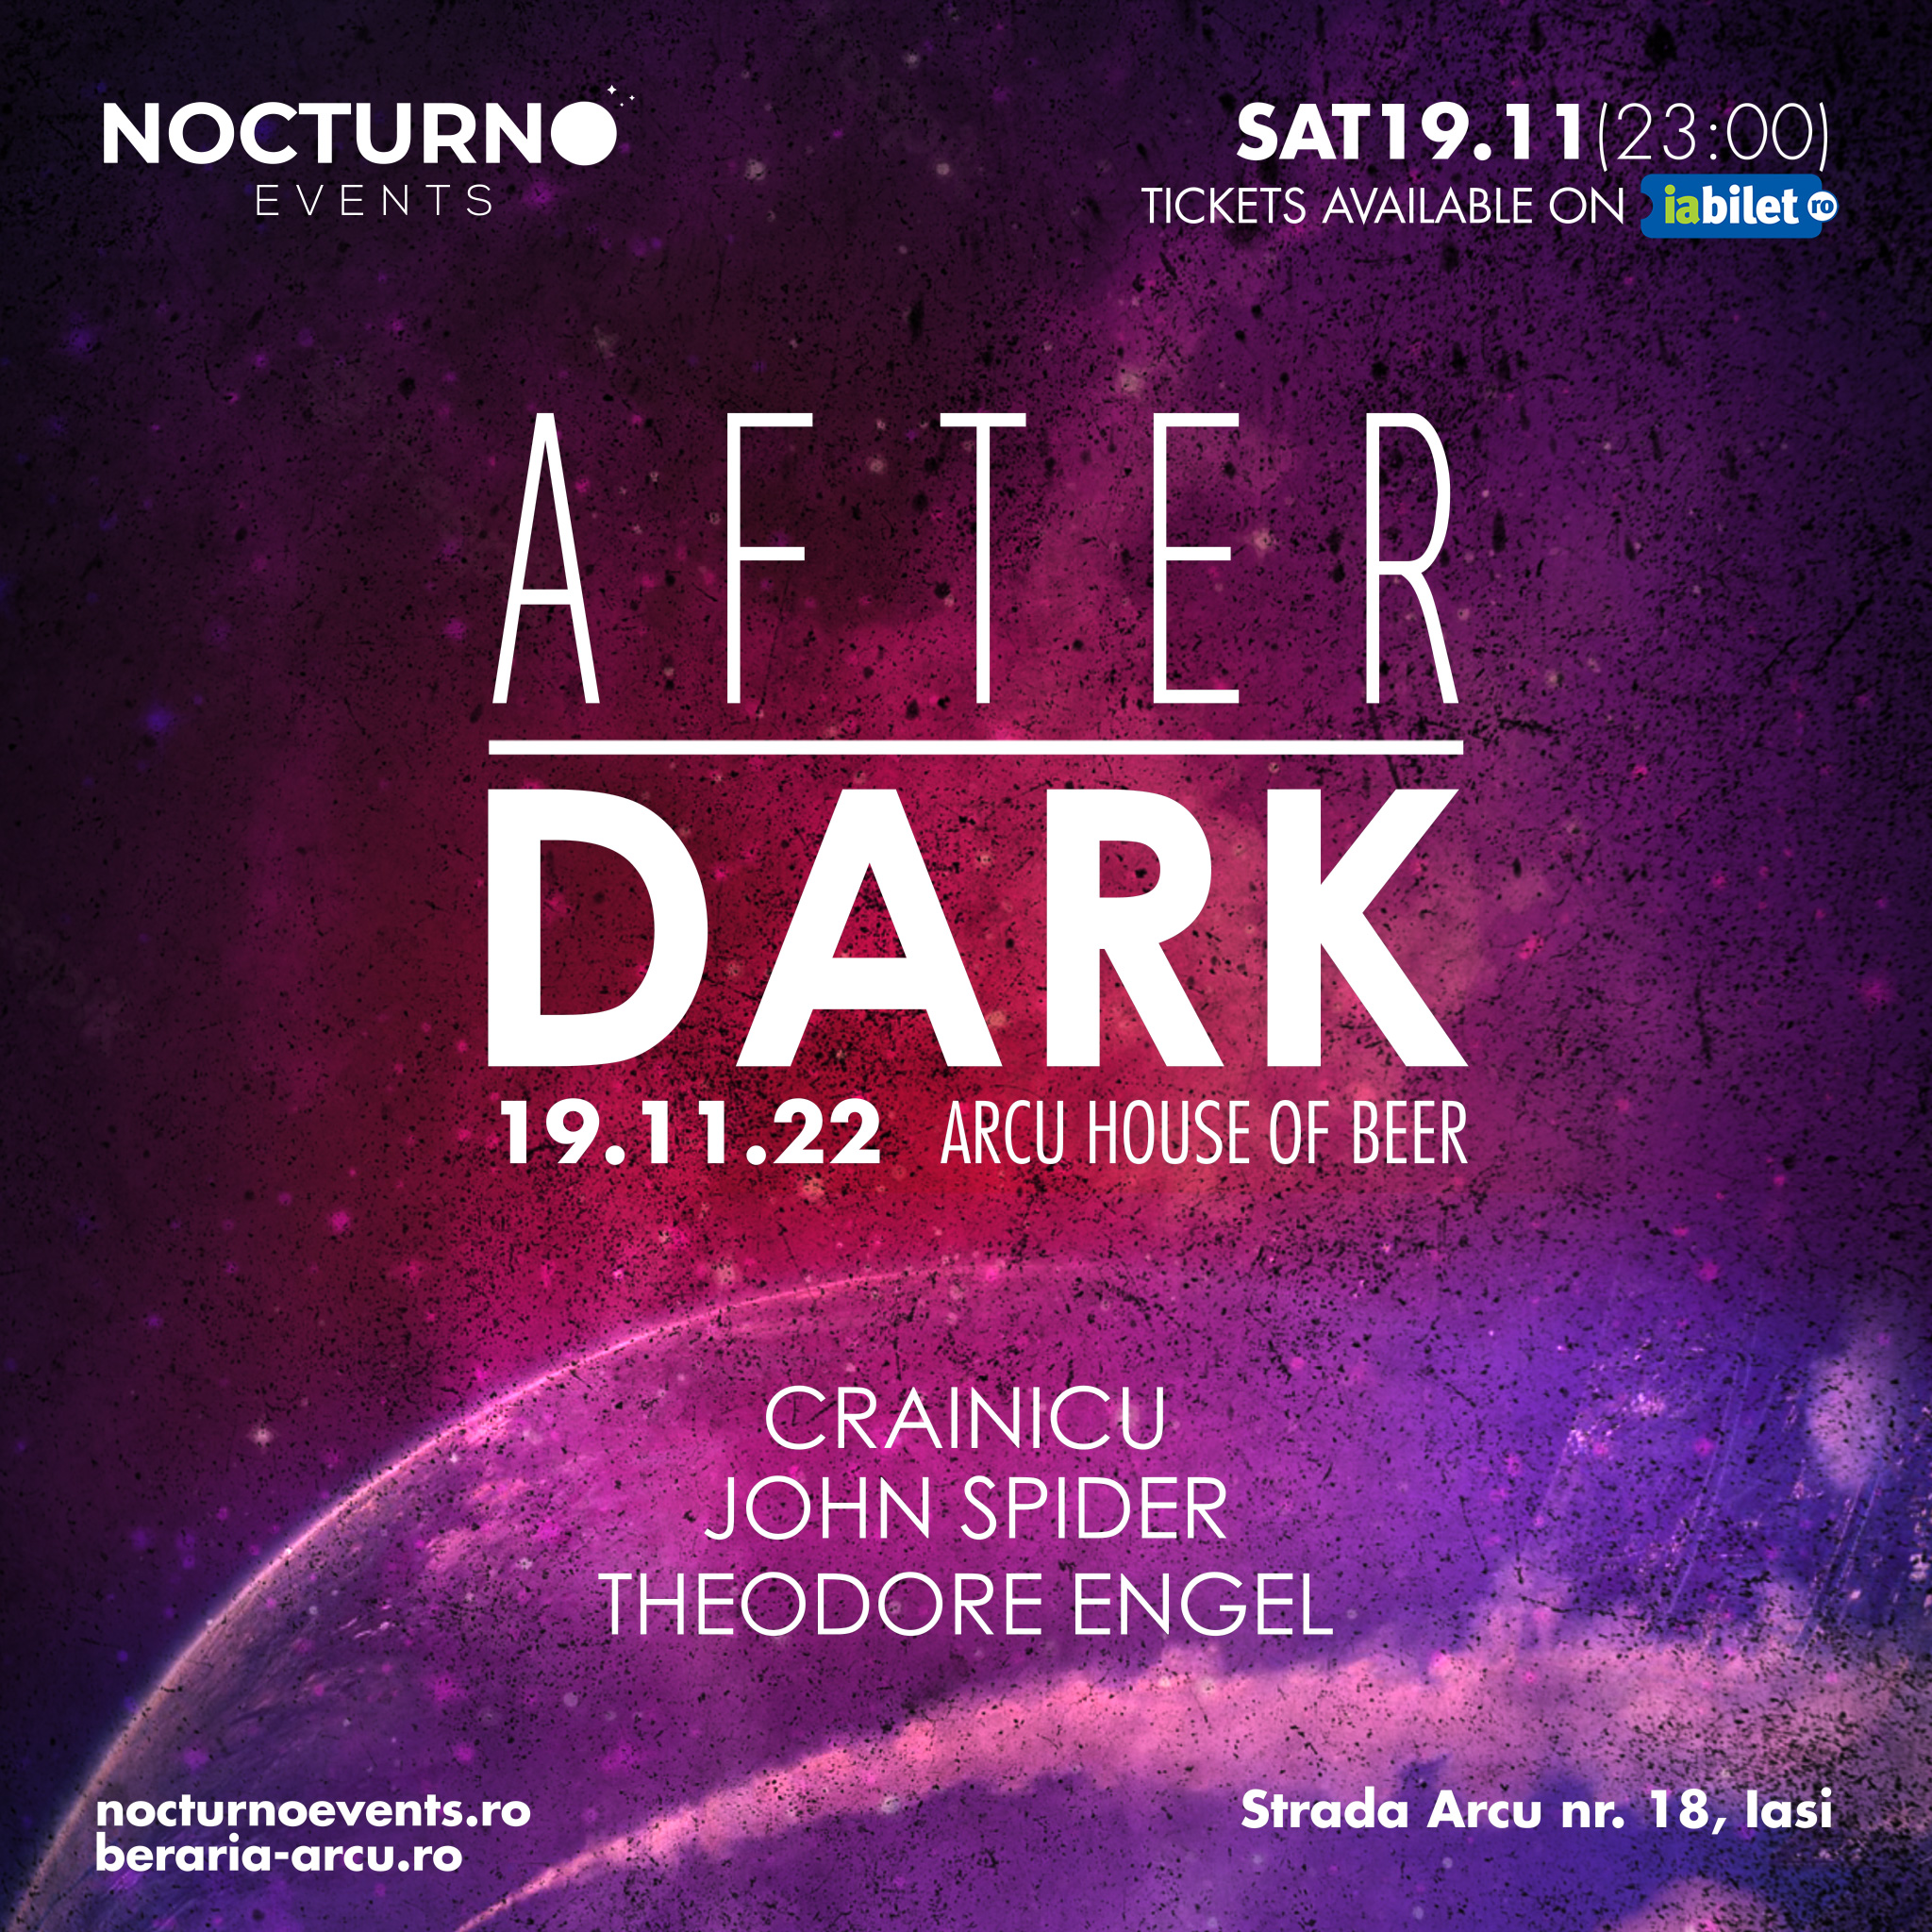 NOCTURNO
EVENTS
SAT19.11(23:00)
TICKETS AVAILABLE ON iabilet ro
AFTER
DARK
19.11.22 ARCU HOUSE OF BEER
CRAINICU
JOHN SPIDER
THEODORE ENGEL
nocturnoevents.ro
beraria-arcu.ro
Strada Arcu nr. 18, Iasi